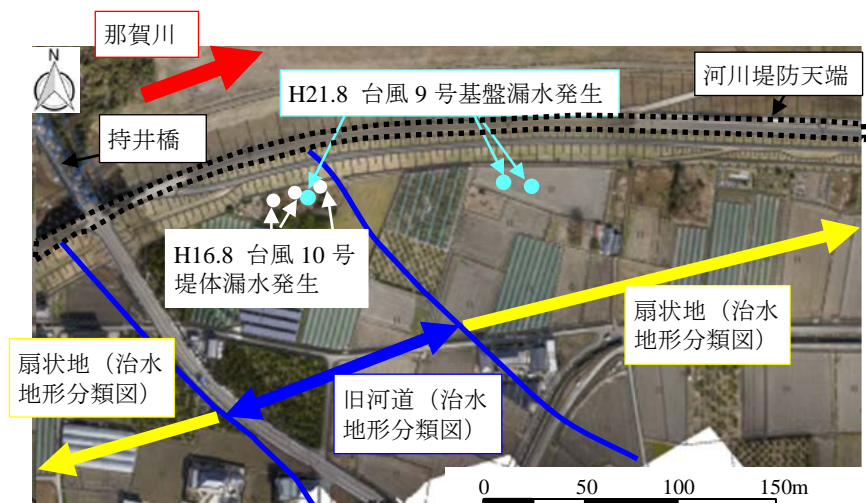 那賀川
N
H21.8 台風9号基盤漏水発生
河川堤防天端
持井橋
H16.8 台風10号
堤体漏水発生
扇状地（治水
地形分類図）
扇状地（治水
地形分類図）
旧河道（治水
地形分類図）
0 50 100 150m